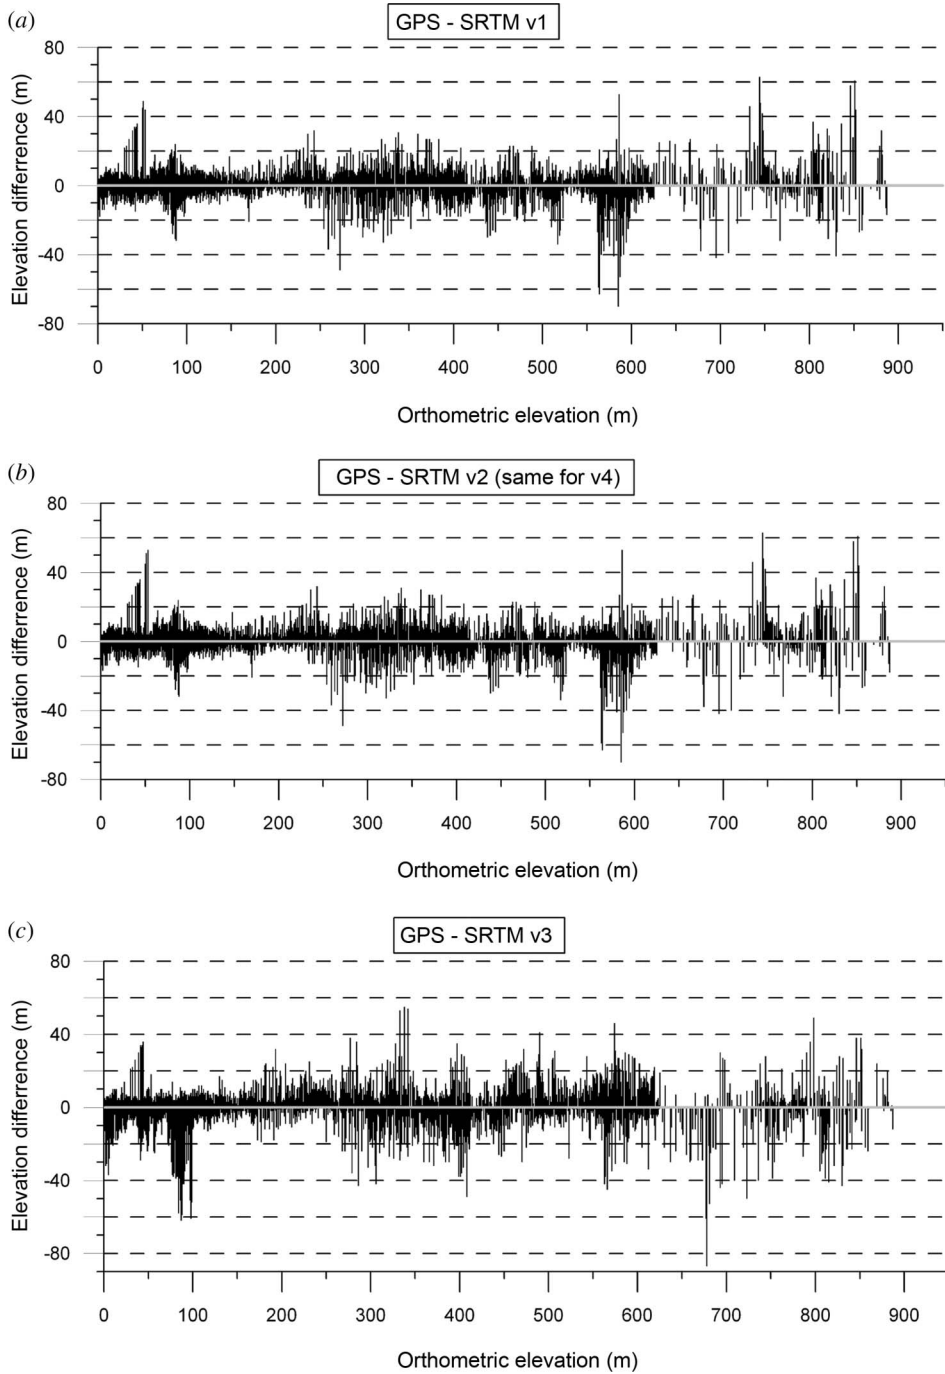 (a)
GPS - SRTM v1
80
40
0
-40
-80
Elevation differrence (m)
0 100 200 300 400 500 600 700 800 900
Orthometric elevation (m)
(b)
GPS - SRTM v2 (same for v4)
80
40
0
-40
-80
Elevation differrence (m)
0 100 200 300 400 500 600 700 800 900
Orthometric elevation (m)
(c)
GPS - SRTM v3
80
40
0
-40
-80
Elevation differrence (m)
0 100 200 300 400 500 600 700 800 900
Orthometric elevation (m)